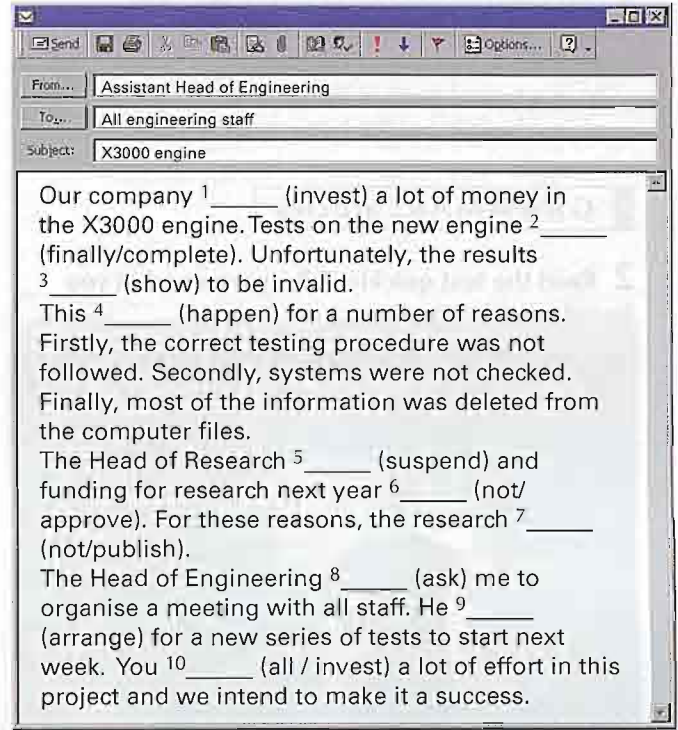 Send
Options...
From... Assistant Head of Engineering
To... All engineering staff
Subject: X3000 engine
Our company 1_____ (invest) a lot of money in
the X3000 engine. Tests on the new engine 2_____
(finally/complete). Unfortunately, the results
3_____ (show) to be invalid.
This 4_____ (happen) for a number of reasons.
Firstly, the correct testing procedure was not
followed. Secondly, systems were not checked.
Finally, most of the information was deleted from
the computer files.
The Head of Research 5_____ (suspend) and
funding for research next year 6_____ (not/
approve). For these reasons, the research 7_____
(not/publish).
The Head of Engineering 8_____ (ask) me to
organise a meeting with all staff. He 9_____
(arrange) for a new series of tests to start next
week. You 10_____ (all / invest) a lot of effort in this
project and we intend to make it a success.